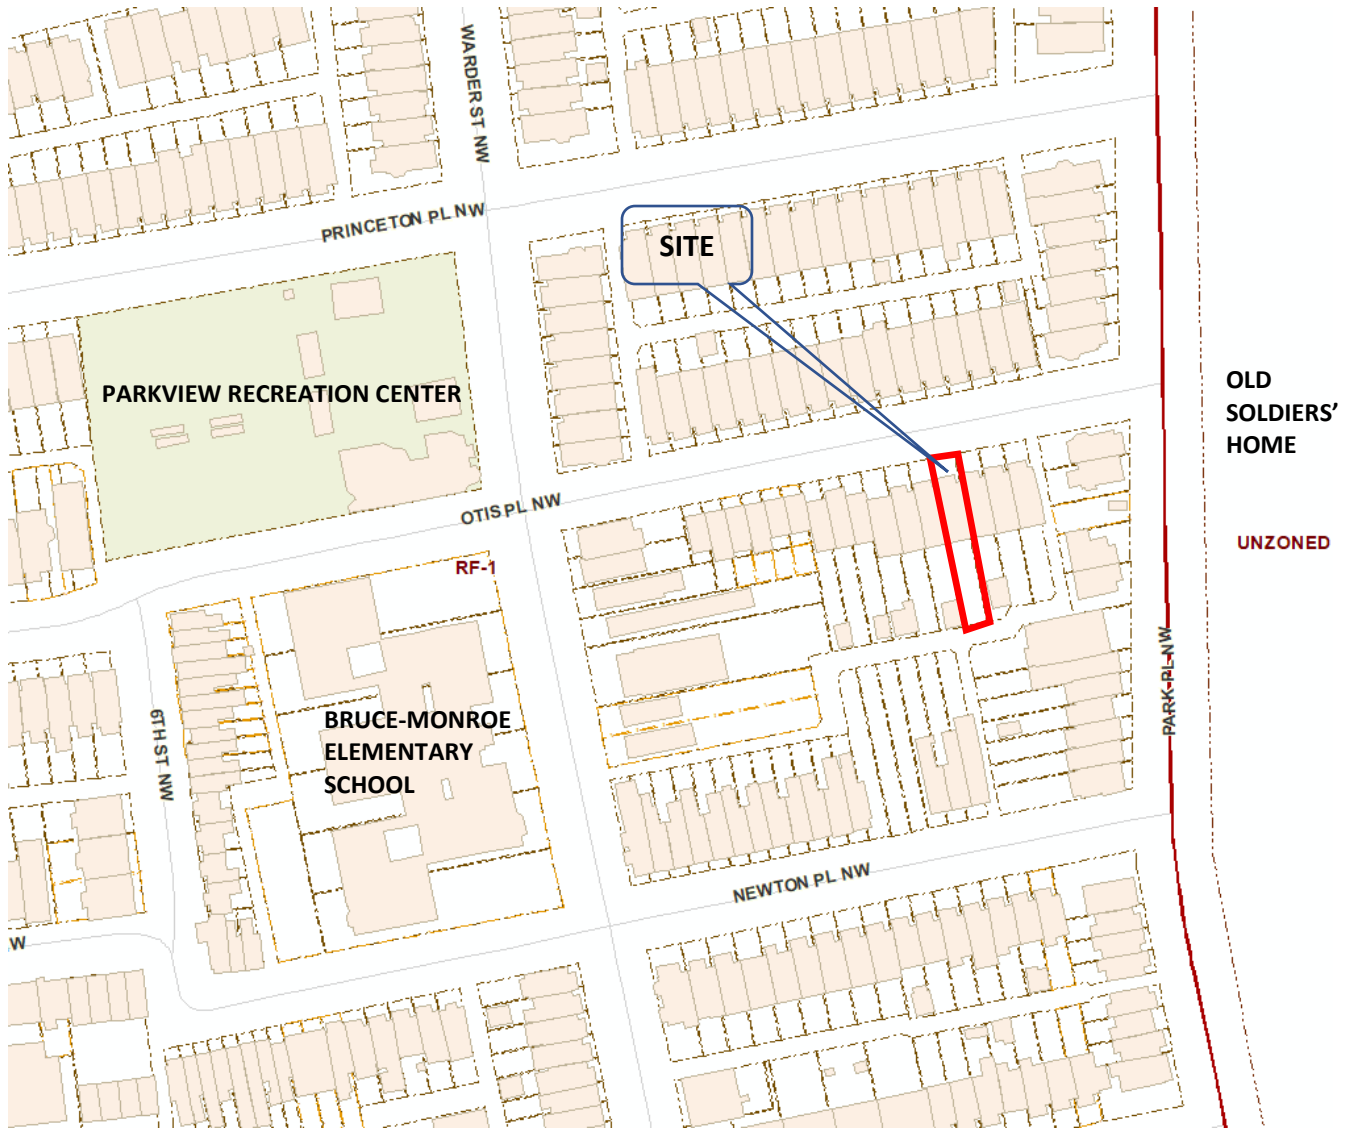 WARDER ST NW
PRINCETON PL NW
SITE
PARKVIEW RECREATION CENTER
OLD
SOLDIERS’
HOME
OTIS PL NW
UNZONED
RF-1
PARK PL NW
6TH ST NW
BRUCE-MONROE
ELEMENTARY
SCHOOL
NEWTON PL NW
W